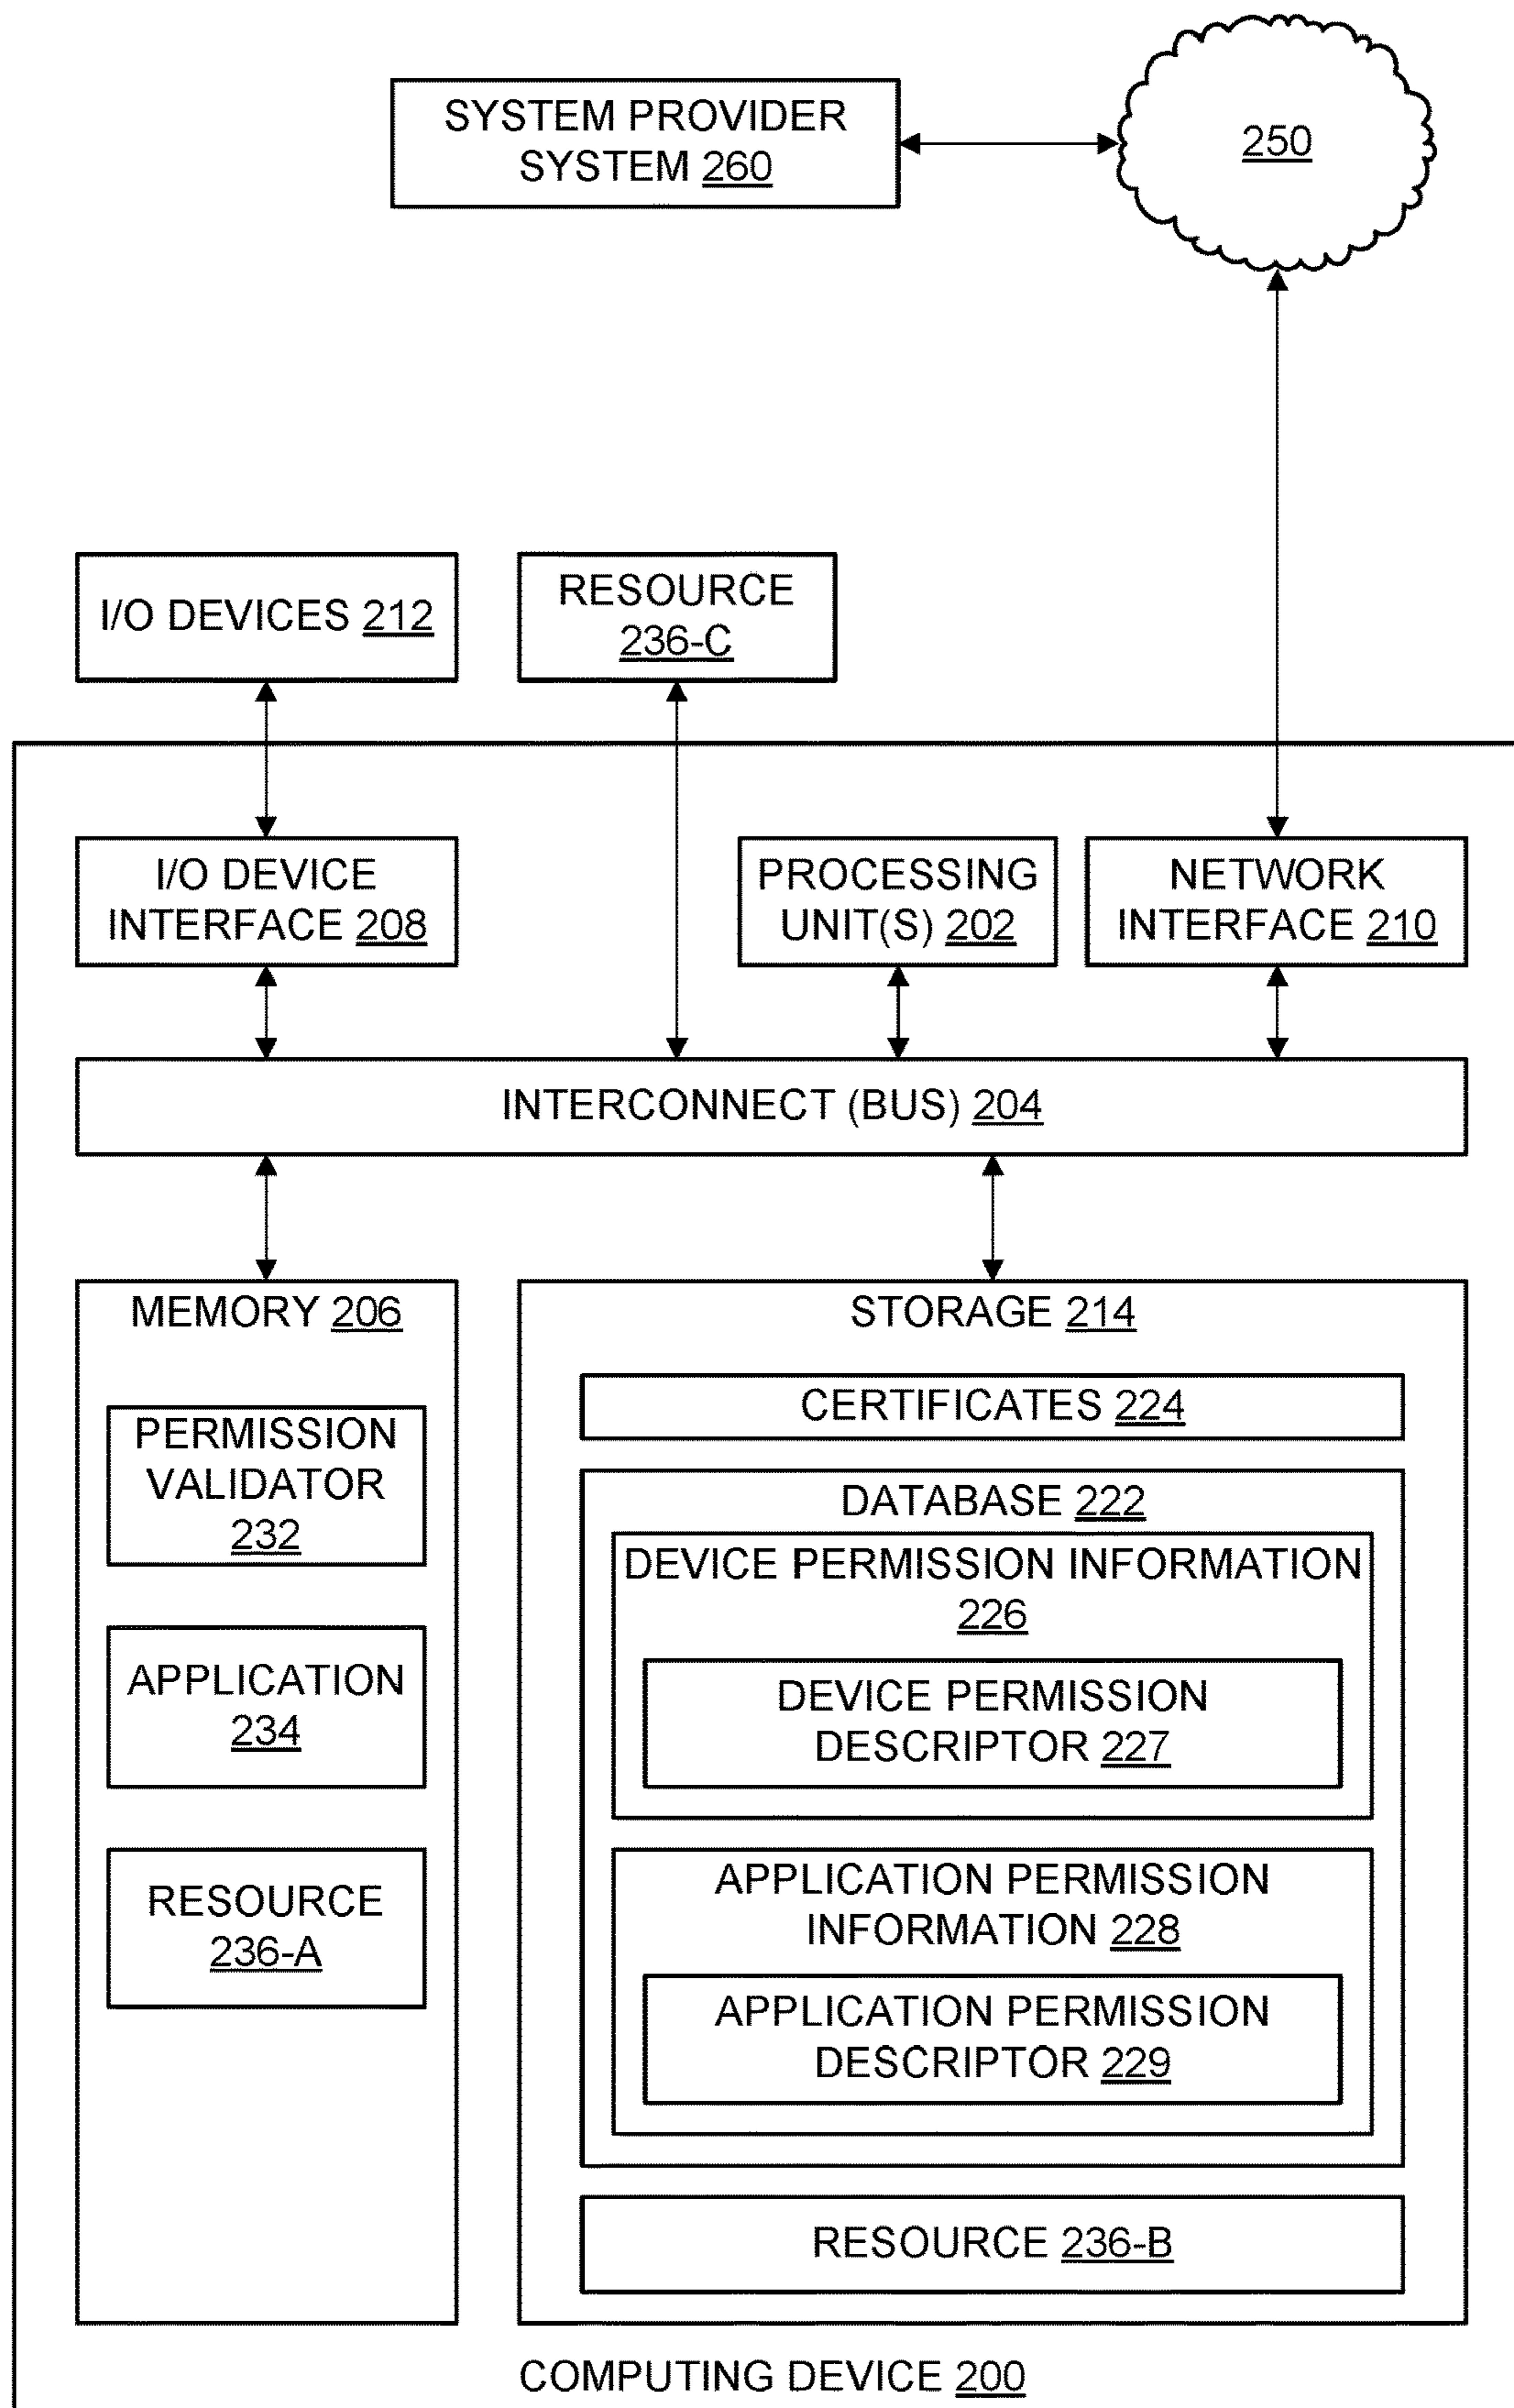 SYSTEM PROVIDER
SYSTEM 260
250
I/O DEVICES 212
RESOURCE
236-C
I/O DEVICE
INTERFACE 208
PROCESSING
UNIT(S) 202
NETWORK
INTERFACE 210
INTERCONNECT (BUS) 204
MEMORY 206
PERMISSION
VALIDATOR
232
APPLICATION
234
RESOURCE
236-A
STORAGE 214
CERTIFICATES 224
DATABASE 222
DEVICE PERMISSION INFORMATION
226
DEVICE PERMISSION
DESCRIPTOR 227
APPLICATION PERMISSION
INFORMATION 228
APPLICATION PERMISSION
DESCRIPTOR 229
RESOURCE 236-B
COMPUTING DEVICE 200